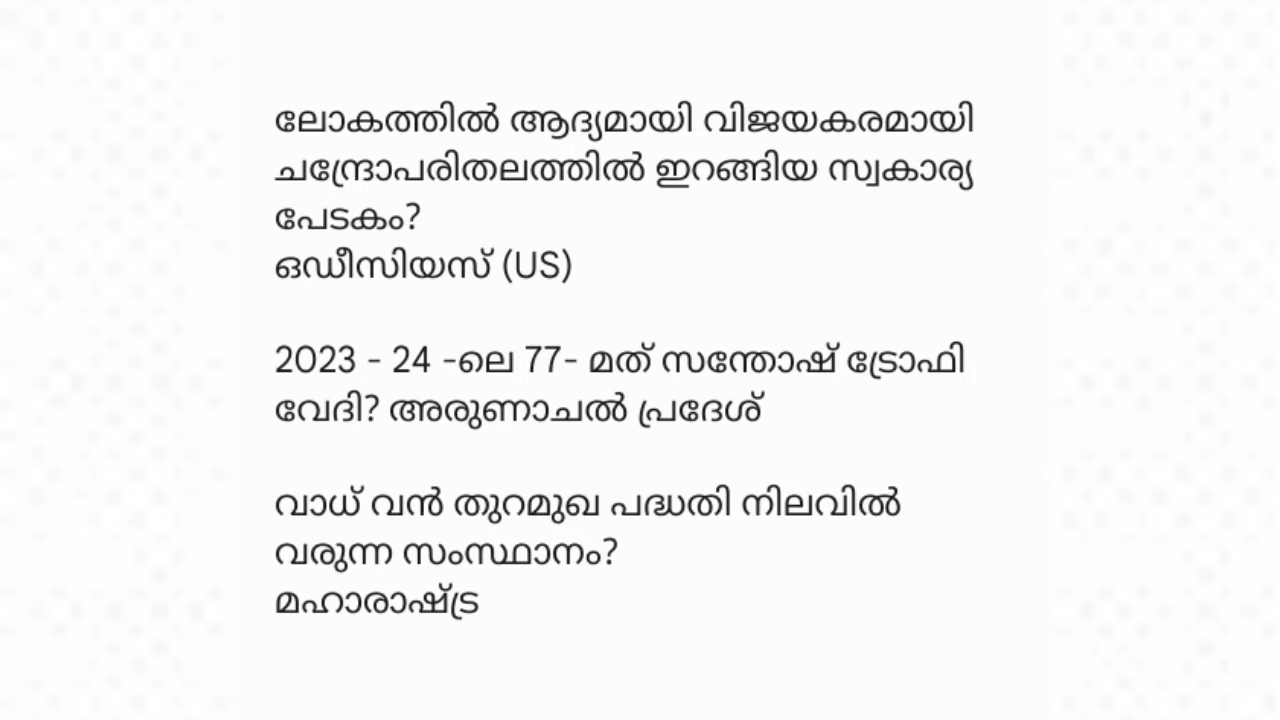 ലോകത്തിൽ ആദ്യമായി വിജയകരമായി
ചന്ദ്രോപരിതലത്തിൽ ഇറങ്ങിയ സ്വകാര്യ
പേടകം?
ഒഡീസിയസ് (US)
2023 - 24 -ലെ 77- മത് സന്തോഷ് ട്രോഫി
വേദി? അരുണാചൽ പ്രദേശ്
വാധ് വൻ തുറമുഖ പദ്ധതി നിലവിൽ
വരുന്ന സംസ്ഥാനം?
മഹാരാഷ്ട്ര